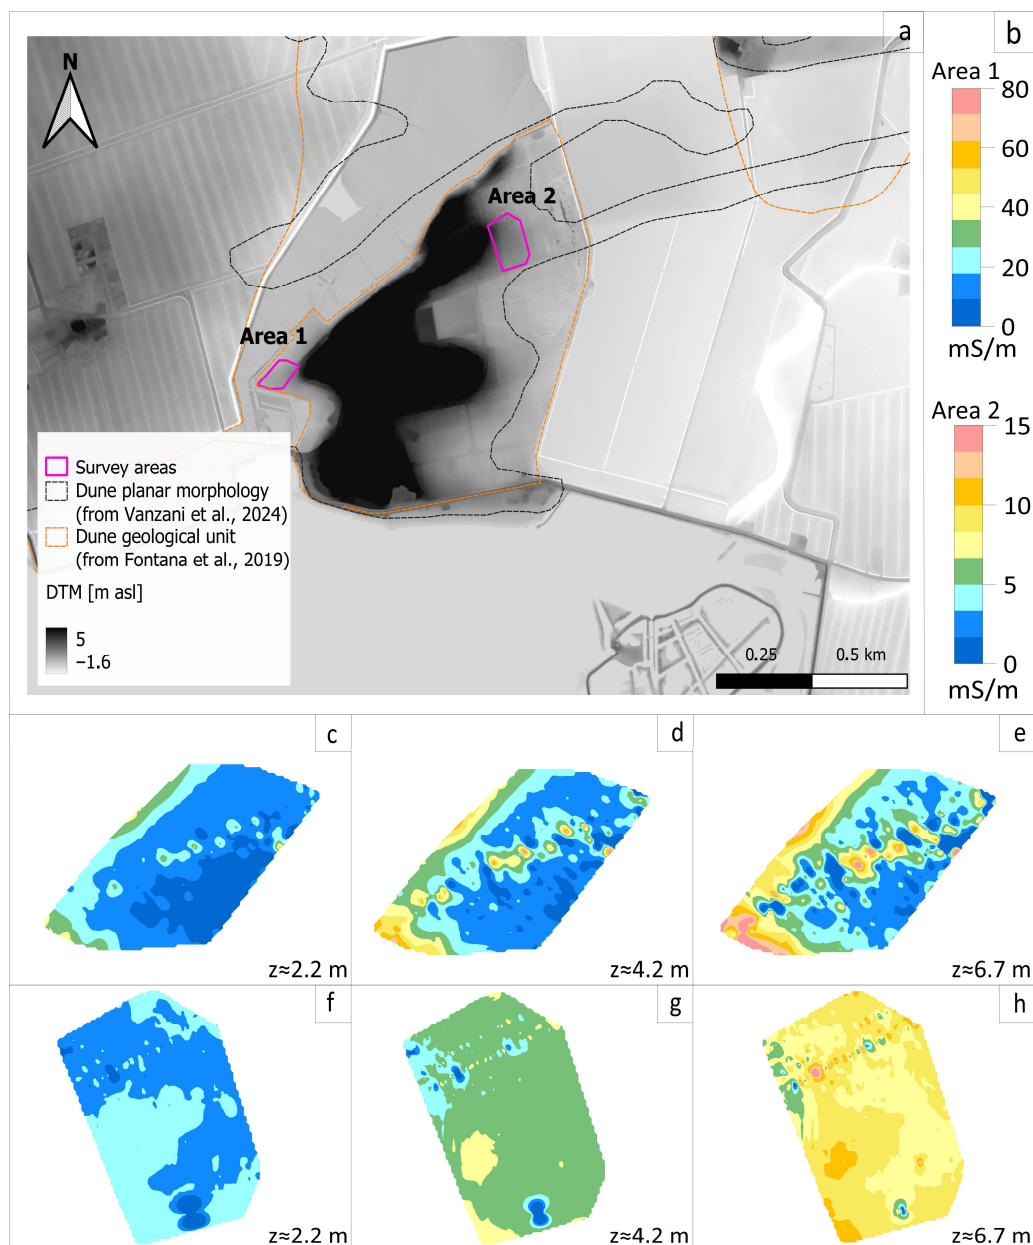 a
b
N
Area 1
80
60
40
20
0
mS/m
Area 2
Area 1
Area 2
15
10
5
0
mS/m
Survey areas
Dune planar morphology
(from Vanzani et al., 2024)
Dune geological unit
(from Fontana et al., 2019)
DTM [m asl]
5
−1.6
0.25 0.5 km
c
d
e
z≈2.2 m
z≈4.2 m
z≈6.7 m
f
g
h
z≈2.2 m
z≈4.2 m
z≈6.7 m